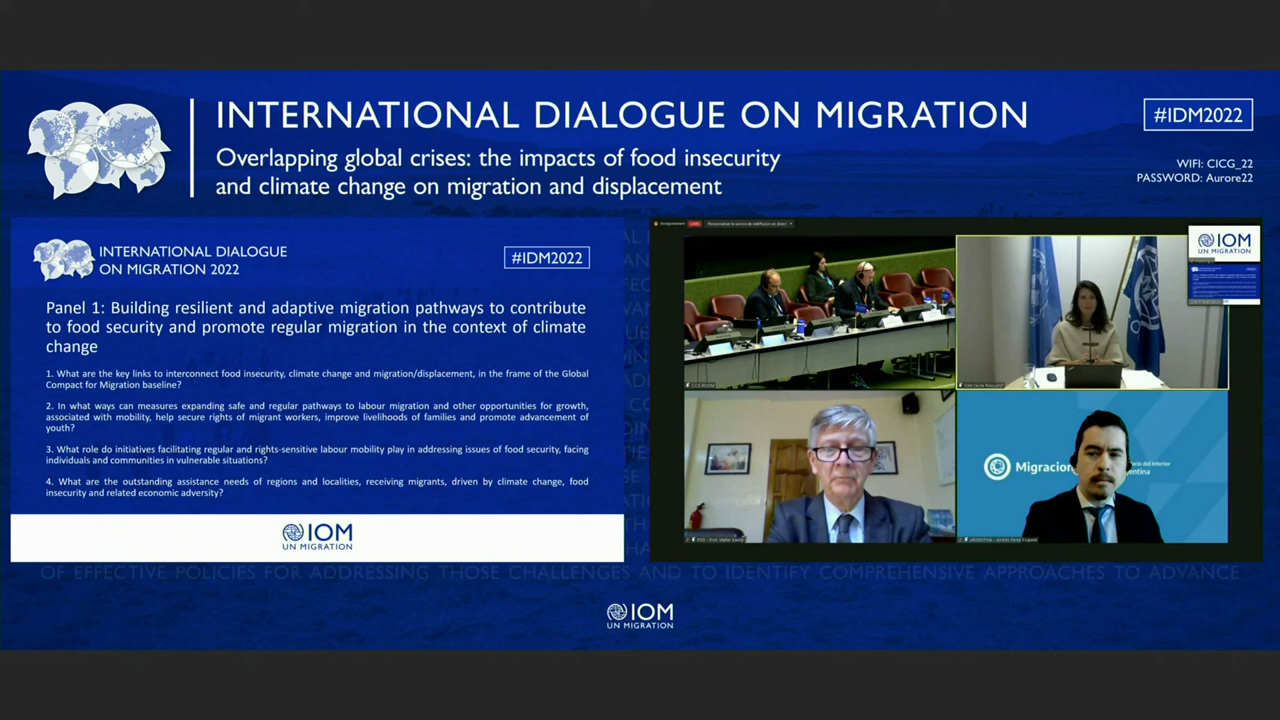 INTERNATIONAL DIALOGUE ON MIGRATION
Overlapping global crises: the impacts of food insecurity
and climate change on migration and displacement
#IDM2022
WIFI: CICG_22
PASSWORD: Aurore22
INTERNATIONAL DIALOGUE
ON MIGRATION 2022
#IDM2022
Panel 1: Building resilient and adaptive migration pathways to contribute
to food security and promote regular migration in the context of climate
change
1. What are the key links to interconnect food insecurity, climate change and migration/displacement, in the frame of the Global
Compact for Migration baseline?
2. In what ways can measures expanding safe and regular pathways to labour migration and other opportunities for growth,
associated with mobility, help secure rights of migrant workers, improve livelihoods of families and promote advancement of
youth?
3. What role do initiatives facilitating regular and rights-sensitive labour mobility play in addressing issues of food security, facing
individuals and communities in vulnerable situations?
4. What are the outstanding assistance needs of regions and localities, receiving migrants, driven by climate change, food
insecurity and related economic adversity?
IOM
UN MIGRATION
LIVE
IOM
CICG ROOM
Migracion
del Interior
entina
OF EFFECTIVE POLICIES FOR ADDRESSING THOSE CHALLENGES AND TO IDENTIFY COMPREHENSIVE APPROACHES TO ADVANCE
IOM
UN MIGRATION